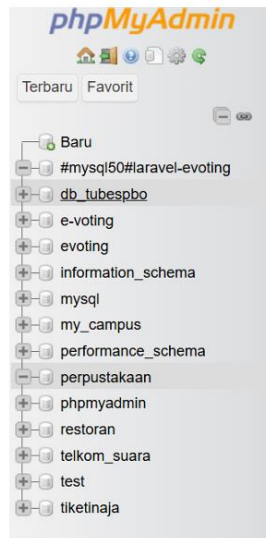 phpMyAdmin
Terbaru Favorit
Baru
#mysql50#laravel-evoting
db_tubespbo
e-voting
evoting
information_schema
mysql
my_campus
performance_schema
perpustakaan
phpmyadmin
restoran
telkom_suara
test
tiketinaja